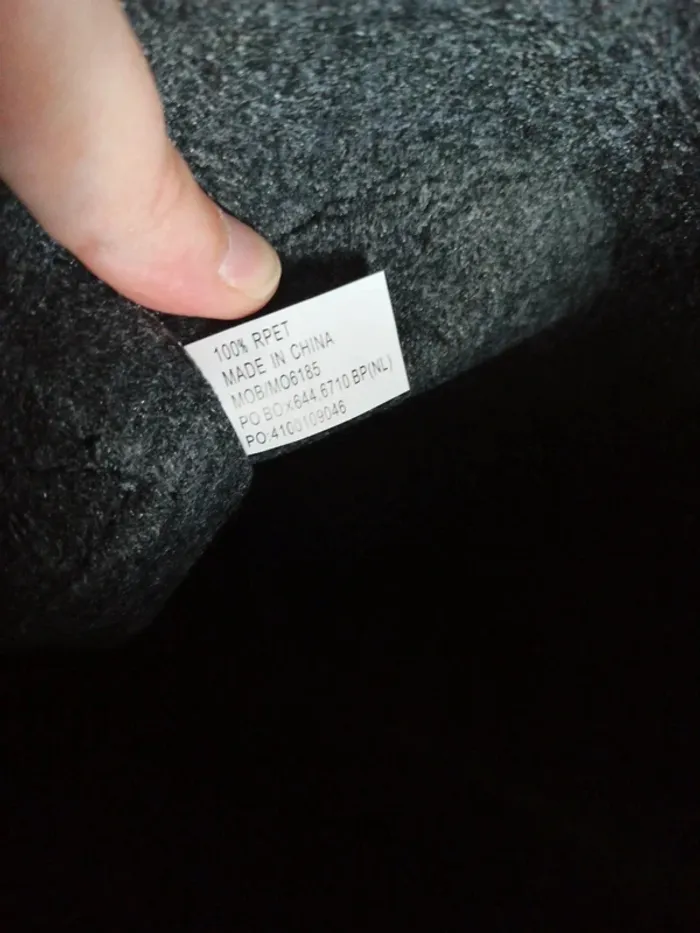 100% RPET
MADE IN CHINA
MOB/MO6185
PO BOx644,6710 BP(NL)
PO:4100109046